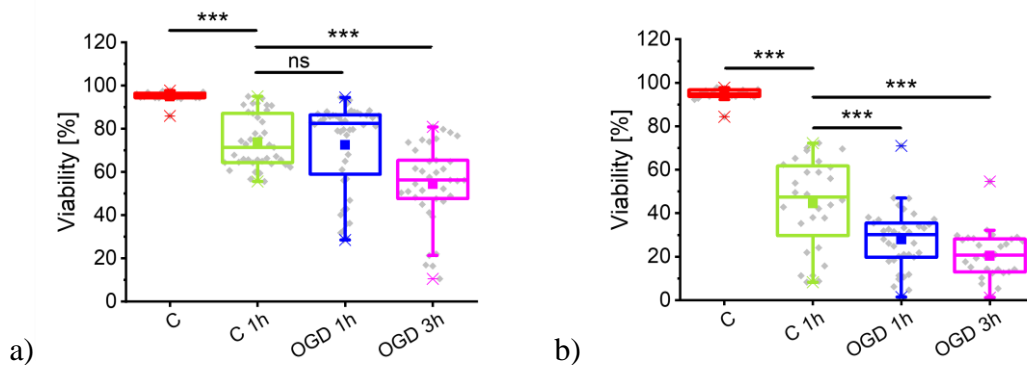 ***
***
ns
Viability [%]
120
100
80
60
40
20
0
C
C 1h
OGD 1h
OGD 3h
a)
***
***
***
Viability [%]
120
100
80
60
40
20
0
C
C 1h
OGD 1h
OGD 3h
b)